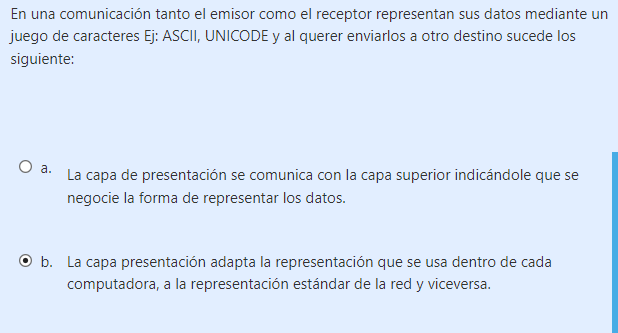 En una comunicación tanto el emisor como el receptor representan sus datos mediante un
juego de caracteres Ej: ASCII, UNICODE y al querer enviarlos a otro destino sucede los
siguiente:
a. La capa de presentación se comunica con la capa superior indicándole que se
negocie la forma de representar los datos.
b. La capa presentación adapta la representación que se usa dentro de cada
computadora, a la representación estándar de la red y viceversa.